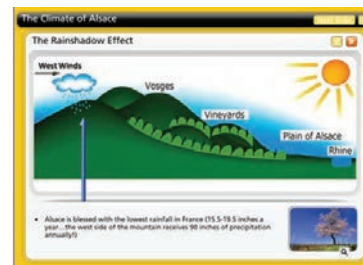 The Climate of Alsace
The Rainshadow Effect
West Winds
Vosges
Vineyards
Plain of Alsace
Rhine
• Alsace is blessed with the lowest rainfall in France (15.5-19.5 inches a
year...the west side of the mountain receives 90 inches of precipitation
annually!)